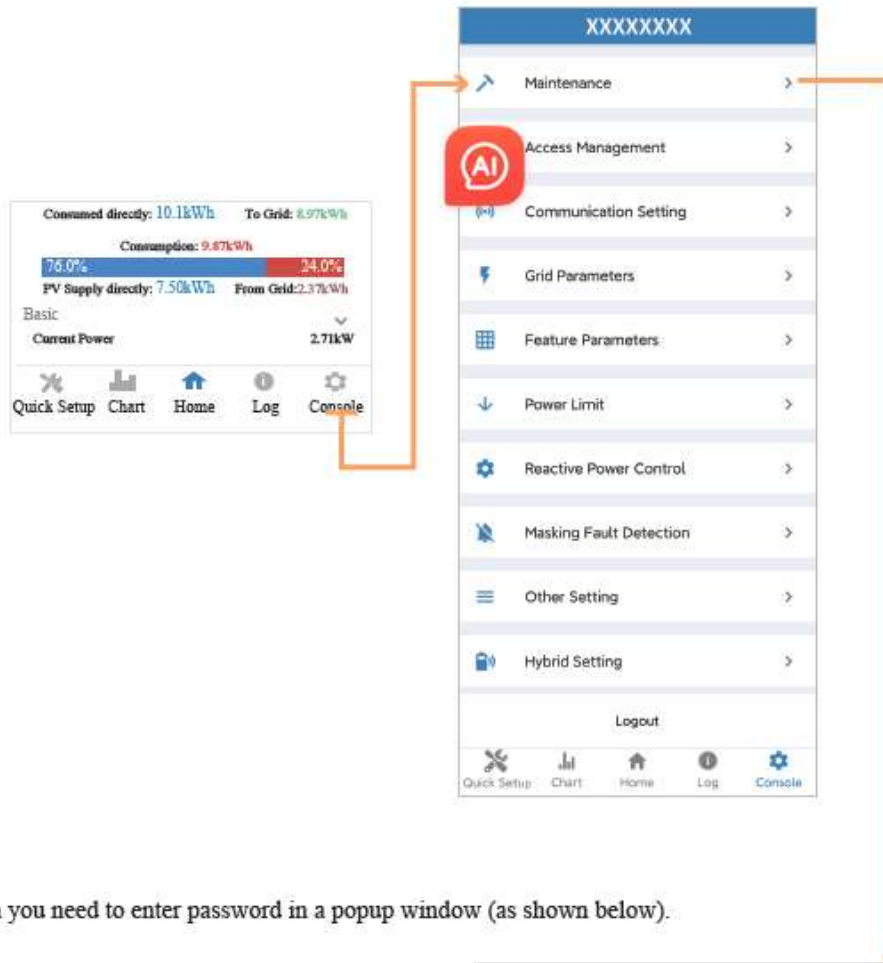 XXXXXXXX
Maintenance
AI
Access Management
Communication Setting
Grid Parameters
Feature Parameters
Power Limit
Reactive Power Control
Masking Fault Detection
Other Setting
Hybrid Setting
Logout
Quick Setup Chart Home Log Console
Consumed directly: 10.1kWh To Grid: 8.97kWh
Consumption: 9.87kWh
76.0% 24.0%
PV Supply directly: 7.50kWh From Grid:2.37kWh
Basic
Current Power 2.71kW
Quick Setup Chart Home Log Console
you need to enter password in a popup window (as shown below).